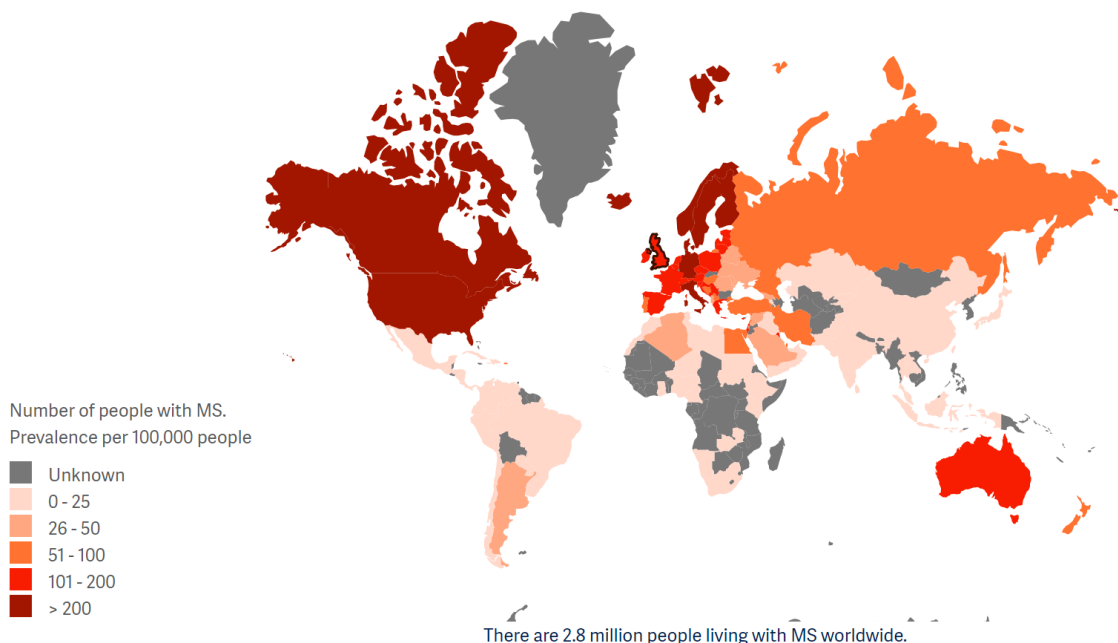 Number of people with MS.
Prevalence per 100,000 people
Unknown
0 - 25
26 - 50
51 - 100
101 - 200
> 200
There are 2.8 million people living with MS worldwide.